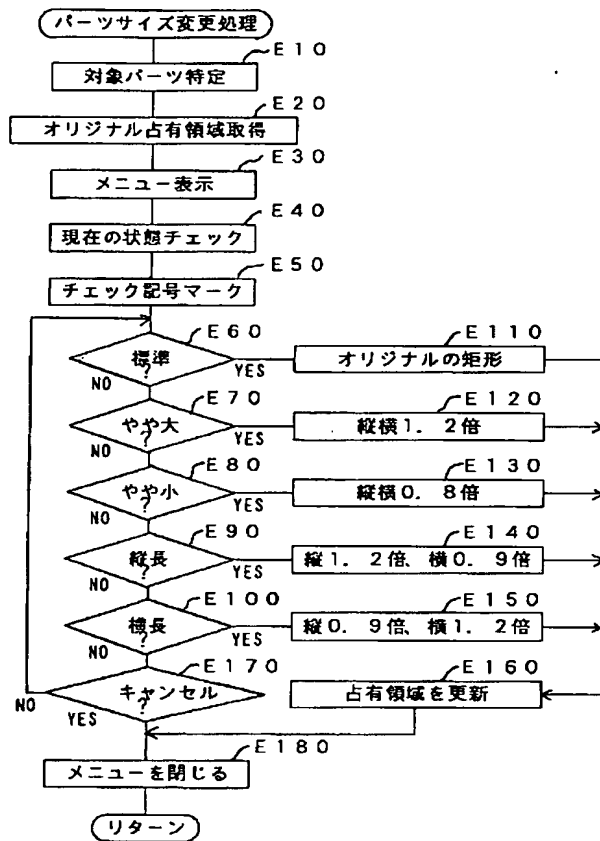 パーツサイズ変更処理
E10
対象パーツ特定
E20
オリジナル占有領域取得
E30
メニュー表示
E40
現在の状態チェック
E50
チェック記号マーク
E60
標準
?
NO
YES
E110
オリジナルの矩形
E70
やや大
?
NO
YES
E120
縦横1.2倍
E80
やや小
?
NO
YES
E130
縦横0.8倍
E90
縦長
?
NO
YES
E140
縦1.2倍、横0.9倍
E100
横長
?
NO
YES
E150
縦0.9倍、横1.2倍
E170
キャンセル
?
NO
YES
E160
占有領域を更新
E180
メニューを閉じる
リターン